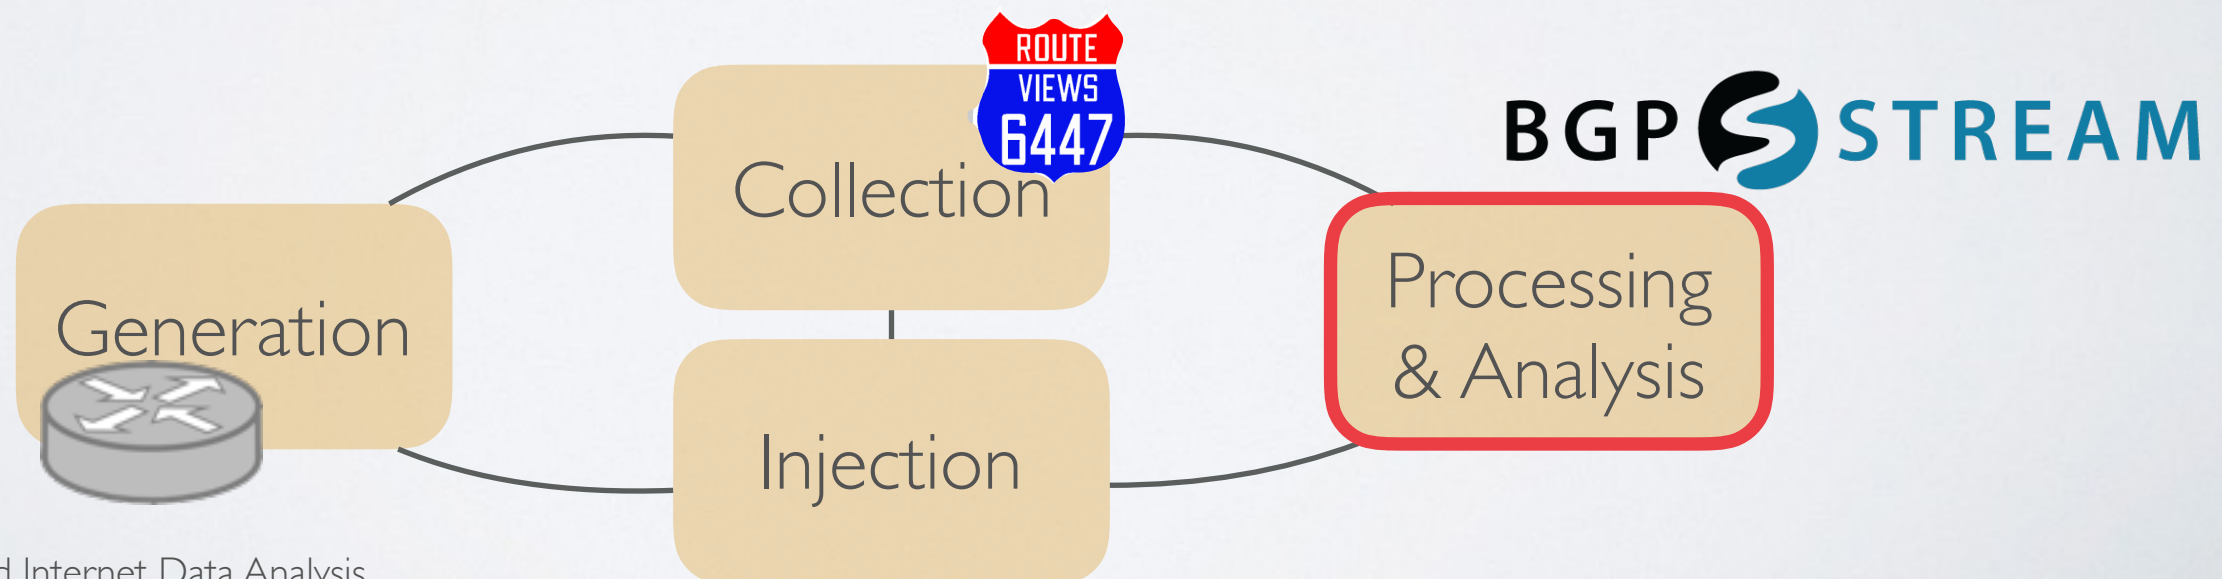 ROUTE
VIEWS
6447
BGP STREAM
Collection
Generation
Processing
& Analysis
Injection
Internet Data Analysis